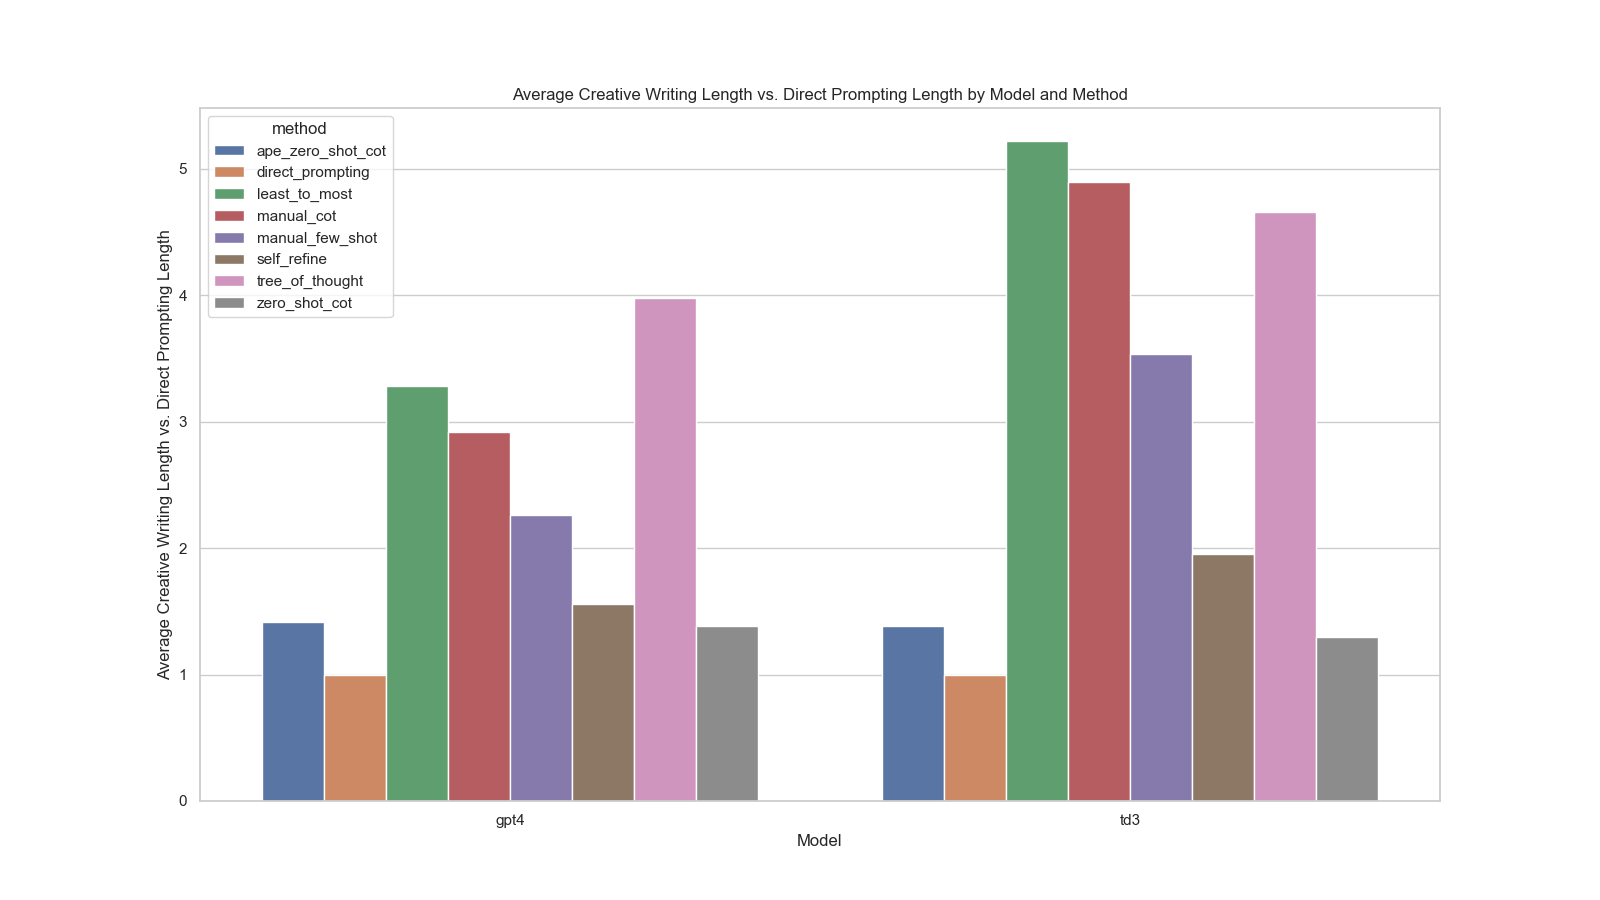 Average Creative Writing Length vs. Direct Prompting Length by Model and Method
method
ape_zero_shot_cot
direct_prompting
least_to_most
manual_cot
manual_few_shot
self_refine
tree_of_thought
zero_shot_cot
Average Creative Writing Length vs. Direct Prompting Length
5
4
3
2
1
0
gpt4
td3
Model